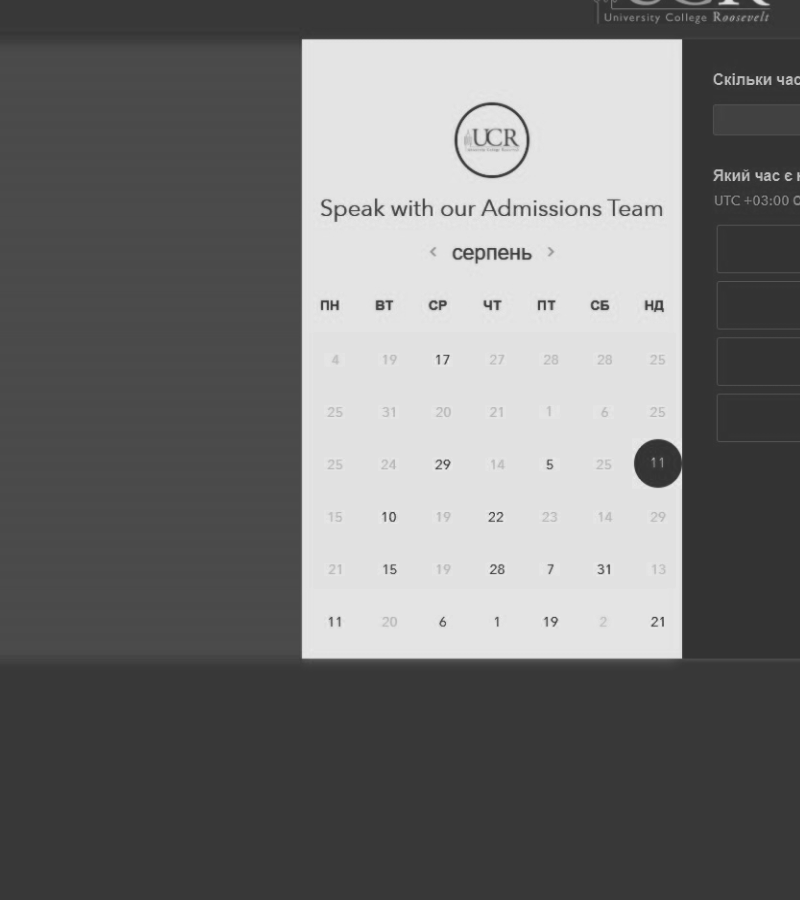 University College Roosevelt
UCR
Speak with our Admissions Team
< серпень >
ПН ВТ СР ЧТ ПТ СБ НД
4 19 17 27 28 28 25
25 31 20 21 1 6 25
25 24 29 14 5 25 11
15 10 19 22 23 14 29
21 15 19 28 7 31 13
11 20 6 1 19 2 21
Скільки час
Який час є
UTC +03:00